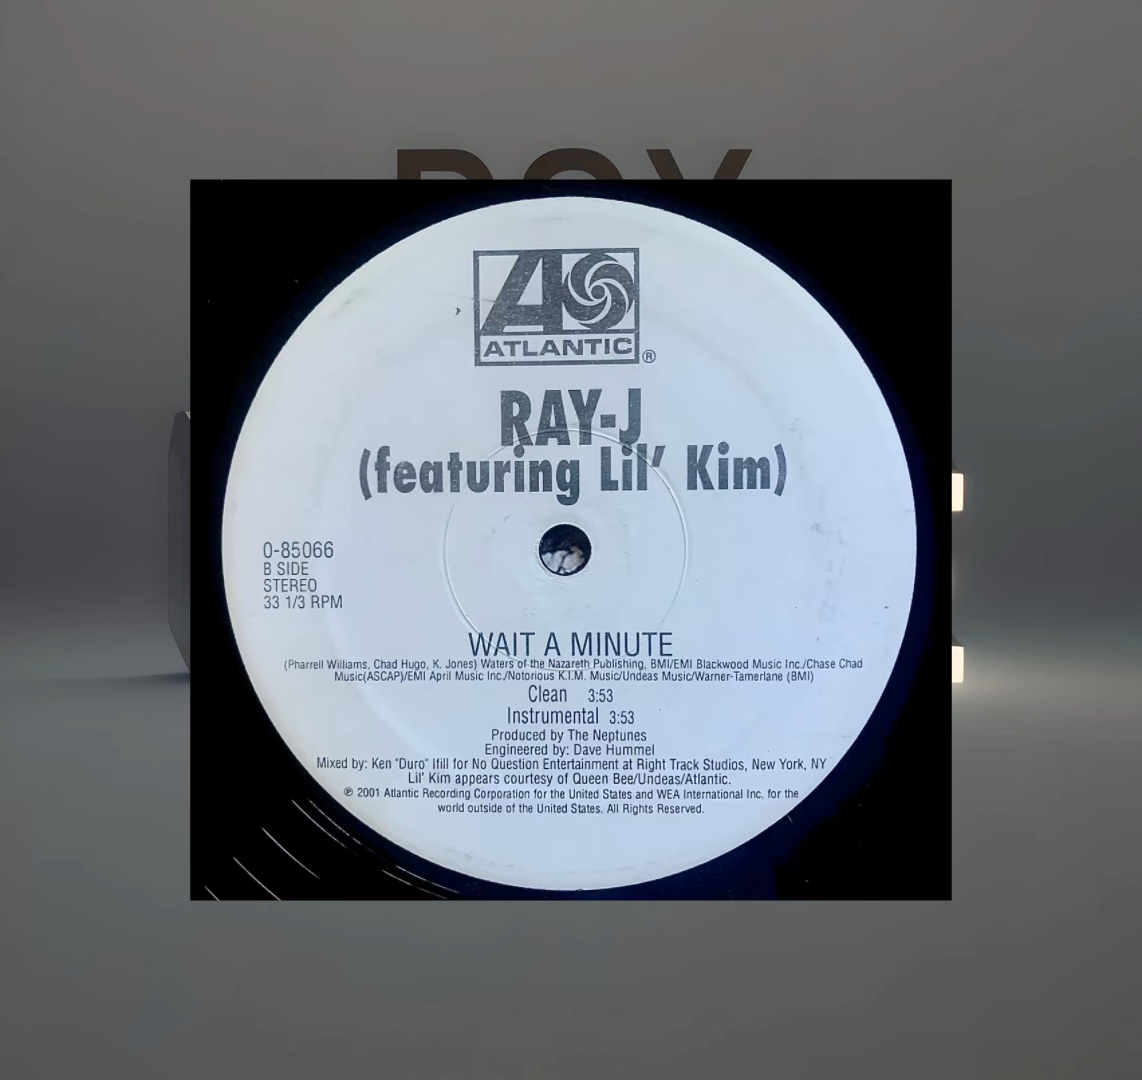 ATLANTIC ®
RAY-J
(featuring Lil' Kim)
0-85066
B SIDE
STEREO
33 1/3 RPM
WAIT A MINUTE
(Pharrell Williams, Chad Hugo, K. Jones) Waters of the Nazareth Publishing, BMI/EMI Blackwood Music Inc./Chase Chad
Music(ASCAP)/EMI April Music Inc./Notorious K.I.M. Music/Undeas Music/Warner-Tamerlane (BMI)
Clean 3:53
Instrumental 3:53
Produced by The Neptunes
Engineered by: Dave Hummel
Mixed by: Ken "Duro" Ifill for No Question Entertainment at Right Track Studios, New York, NY
Lil' Kim appears courtesy of Queen Bee/Undeas/Atlantic.
℗ 2001 Atlantic Recording Corporation for the United States and WEA International Inc. for the
world outside of the United States. All Rights Reserved.